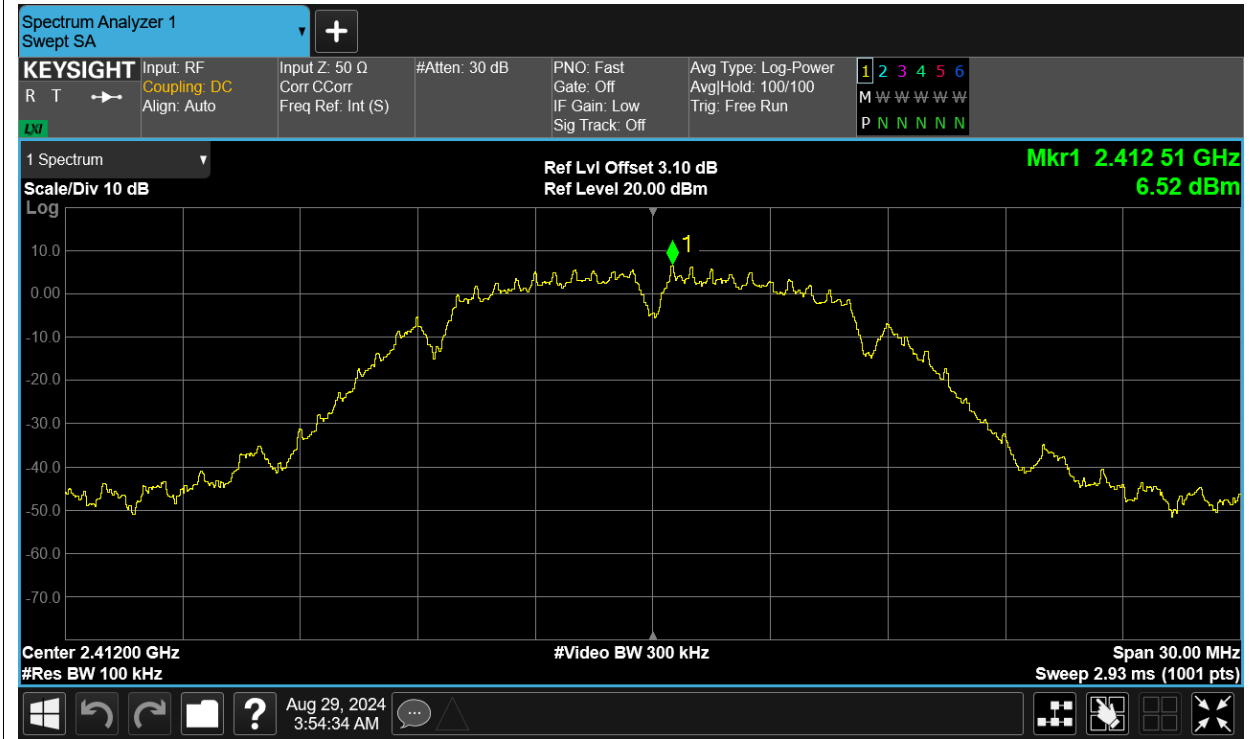 Spectrum Analyzer 1
Swept SA
KEYSIGHT
R T
LXI
Input: RF
Coupling: DC
Align: Auto
Input Z: 50 Ω
Corr CCorr
Freq Ref: Int (S)
#Atten: 30 dB
PNO: Fast
Gate: Off
IF Gain: Low
Sig Track: Off
Avg Type: Log-Power
Avg|Hold: 100/100
Trig: Free Run
1 2 3 4 5 6
M W W W W W W
P N N N N N N
1 Spectrum
Scale/Div 10 dB
Log
Ref Lvl Offset 3.10 dB
Ref Level 20.00 dBm
Mkr1 2.412 51 GHz
6.52 dBm
1
10.0
0.00
-10.0
-20.0
-30.0
-40.0
-50.0
-60.0
-70.0
Center 2.41200 GHz
#Res BW 100 kHz
#Video BW 300 kHz
Span 30.00 MHz
Sweep 2.93 ms (1001 pts)
?
Aug 29, 2024
3:54:34 AM